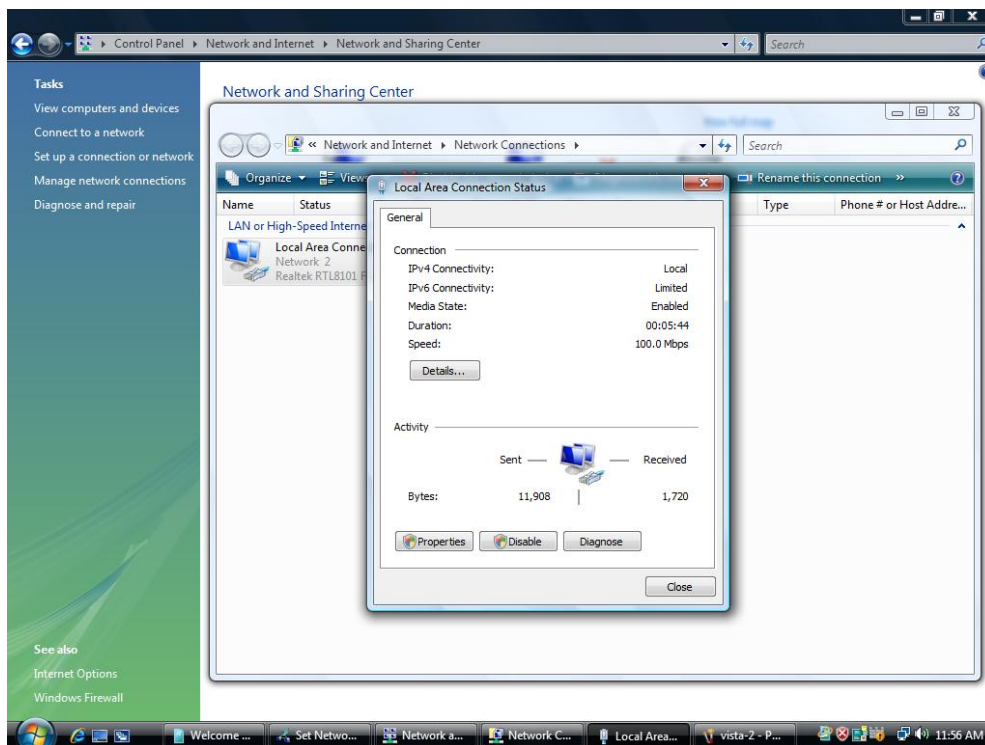 Control Panel Network and Internet Network and Sharing Center
Search
Tasks
View computers and devices
Connect to a network
Set up a connection or network
Manage network connections
Diagnose and repair
See also
Internet Options
Windows Firewall
Network and Sharing Center
« Network and Internet Network Connections
Search
Organize View
Rename this connection »
Name Status Type Phone # or Host Addre...
LAN or High-Speed Interne
Local Area Conne
Network 2
Realtek RTL8101 F
Local Area Connection Status
General
Connection
IPv4 Connectivity: Local
IPv6 Connectivity: Limited
Media State: Enabled
Duration: 00:05:44
Speed: 100.0 Mbps
Details...
Activity
Sent Received
Bytes: 11,908 1,720
Properties Disable Diagnose
Close
Welcome ... Set Netwo... Network a... Network C... Local Area... vista-2 - P... 11:56 AM